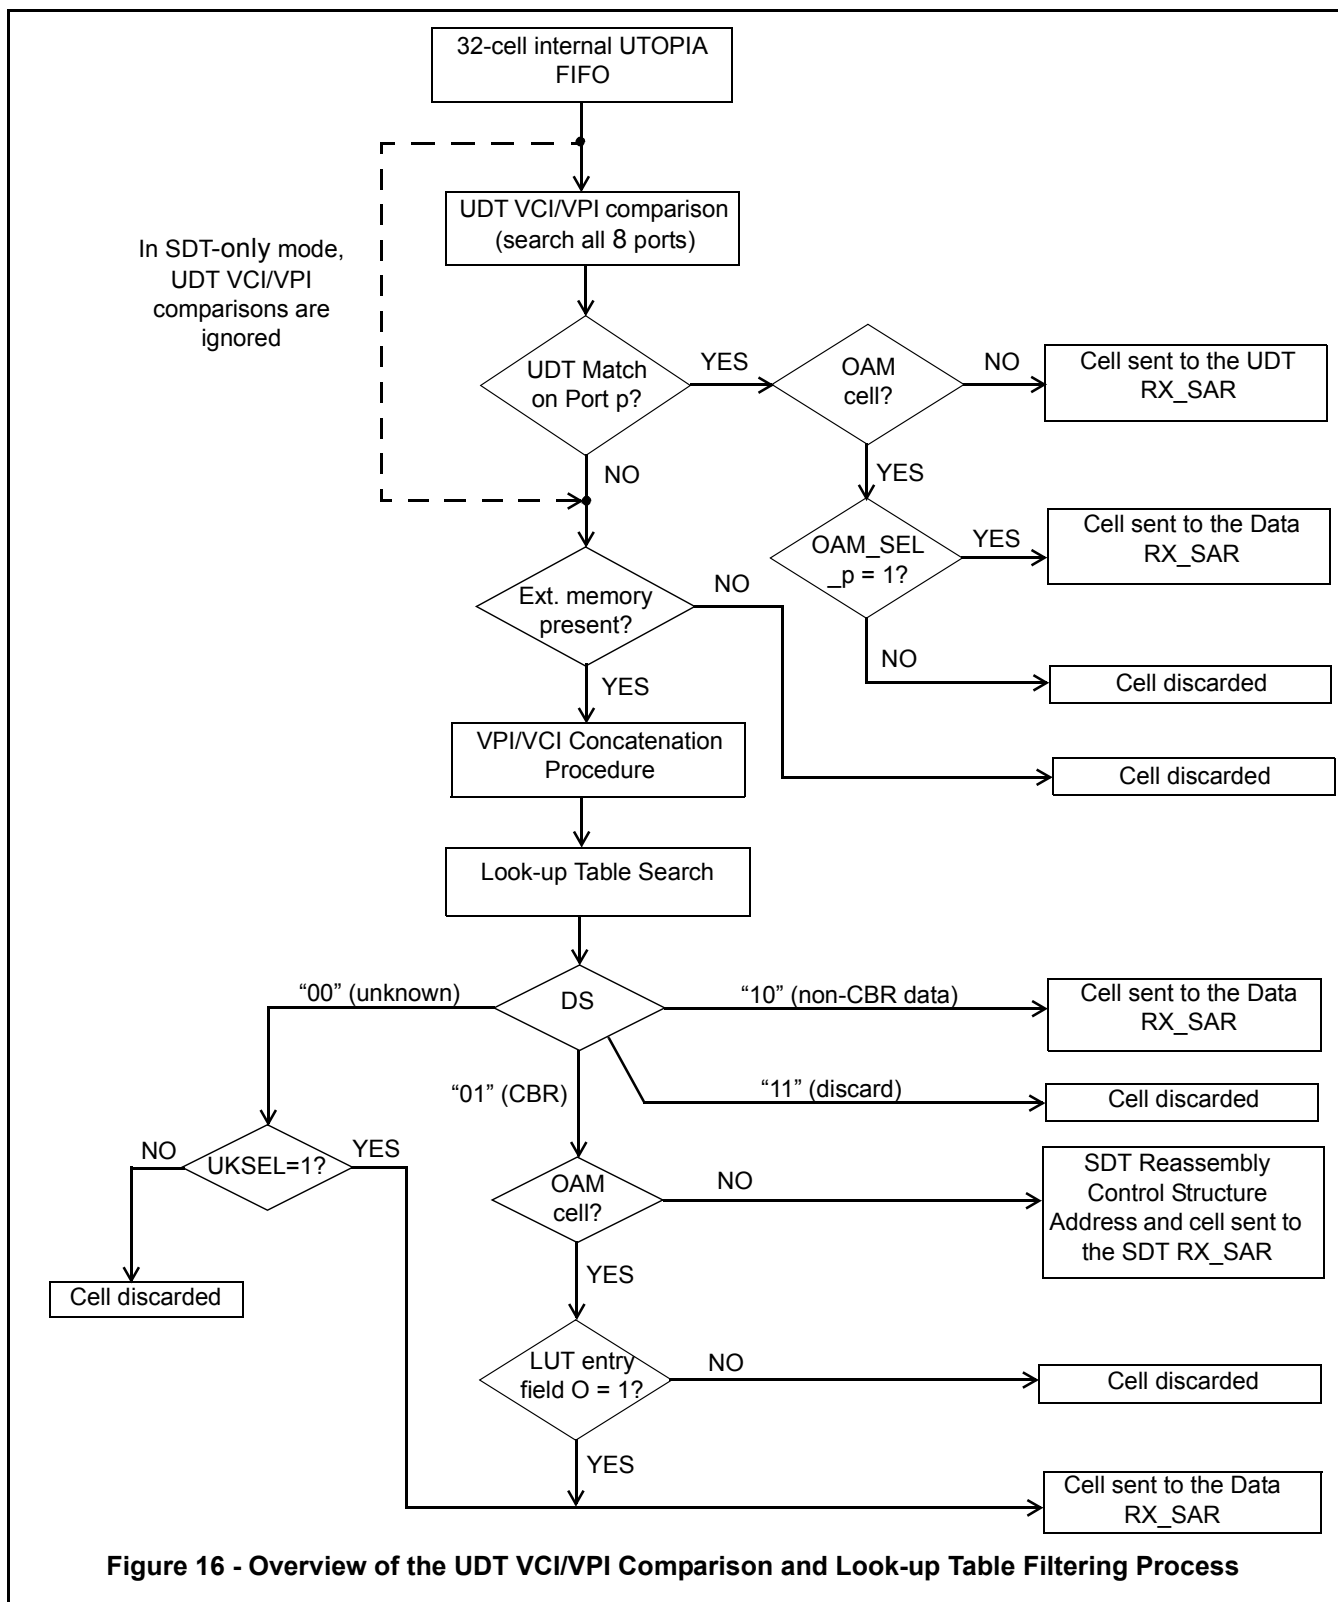 32-cell internal UTOPIA
FIFO
UDT VCI/VPI comparison
(search all 8 ports)
In SDT-only mode,
UDT VCI/VPI
comparisons are
ignored
UDT Match
on Port p?
YES
OAM
cell?
NO
Cell sent to the UDT
RX_SAR
NO
YES
OAM_SEL
_p = 1?
YES
Cell sent to the Data
RX_SAR
Ext. memory
present?
NO
NO
Cell discarded
YES
VPI/VCI Concatenation
Procedure
Cell discarded
Look-up Table Search
“00” (unknown)
DS
“10” (non-CBR data)
Cell sent to the Data
RX_SAR
“01” (CBR)
“11” (discard)
Cell discarded
NO
UKSEL=1?
YES
OAM
cell?
NO
SDT Reassembly
Control Structure
Address and cell sent to
the SDT RX_SAR
Cell discarded
YES
LUT entry
field O = 1?
NO
Cell discarded
YES
Cell sent to the Data
RX_SAR
Figure 16 - Overview of the UDT VCI/VPI Comparison and Look-up Table Filtering Process